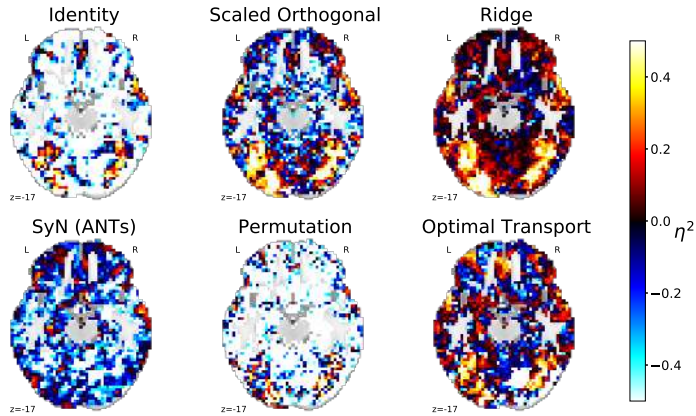 Identity
Scaled Orthogonal
Ridge
L R
L R
L R
z=-17
z=-17
z=-17
SyN (ANTs)
Permutation
Optimal Transport
L R
L R
L R
z=-17
z=-17
z=-17
0.4
0.2
0.0
η²
−0.2
−0.4